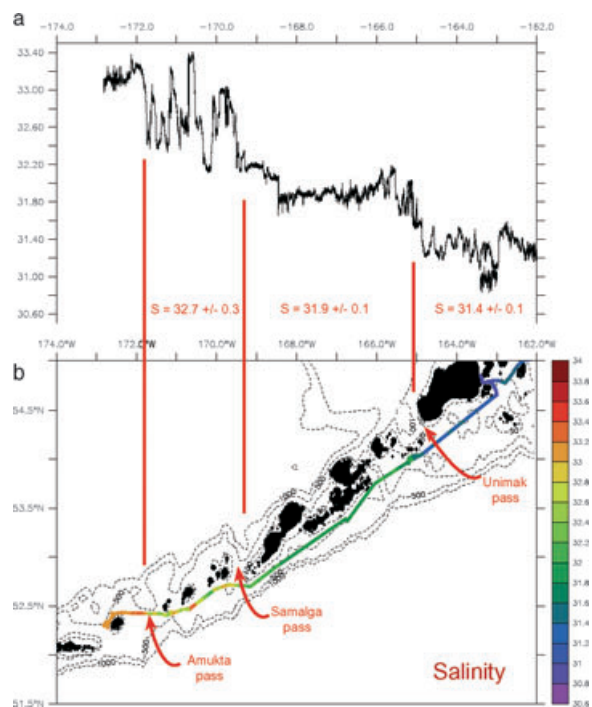 a
-174.0 -172.0 -170.0 -168.0 -166.0 -164.0 -162.0
33.40
33.00
32.60
32.20
31.80
31.40
31.00
30.60
S = 32.7 +/- 0.3 S = 31.9 +/- 0.1 S = 31.4 +/- 0.1
174.0°W 172.0°W 170.0°W 168.0°W 166.0°W 164.0°W 162.0°W
b
54.5°N
53.5°N
52.5°N
51.5°N
Unimak
pass
Samalga
pass
Amukta
pass
Salinity
500
1000
34
33.8
33.6
33.4
33.2
33
32.8
32.6
32.4
32.2
32
31.8
31.6
31.4
31.2
31
30.8
30.6